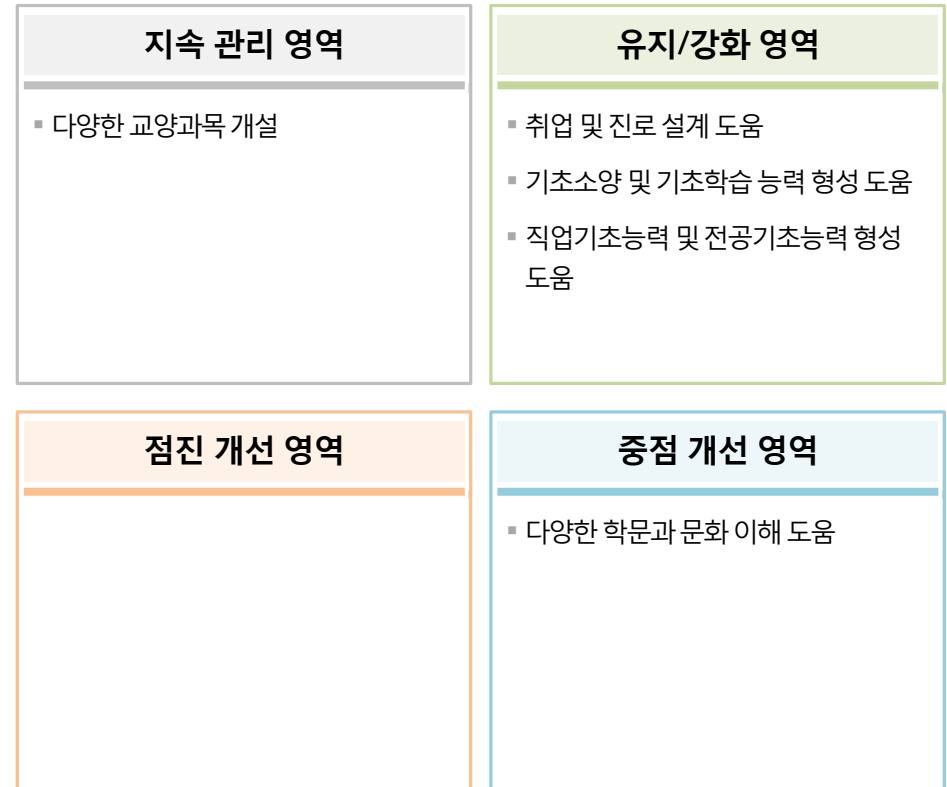 지속 관리 영역
▪ 다양한 교양과목 개설
유지/강화 영역
▪ 취업 및 진로 설계 도움
▪ 기초소양 및 기초학습 능력 형성 도움
▪ 직업기초능력 및 전공기초능력 형성
도움
점진 개선 영역
중점 개선 영역
▪ 다양한 학문과 문화 이해 도움